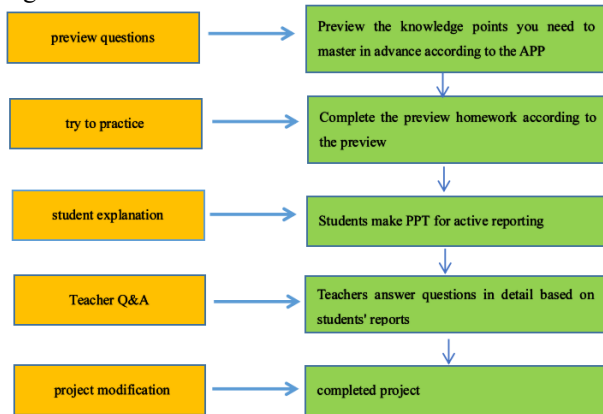 preview questions
Preview the knowledge points you need to
master in advance according to the APP
try to practice
Complete the preview homework according to
the preview
student explanation
Students make PPT for active reporting
Teacher Q&A
Teachers answer questions in detail based on
students' reports
project modification
completed project